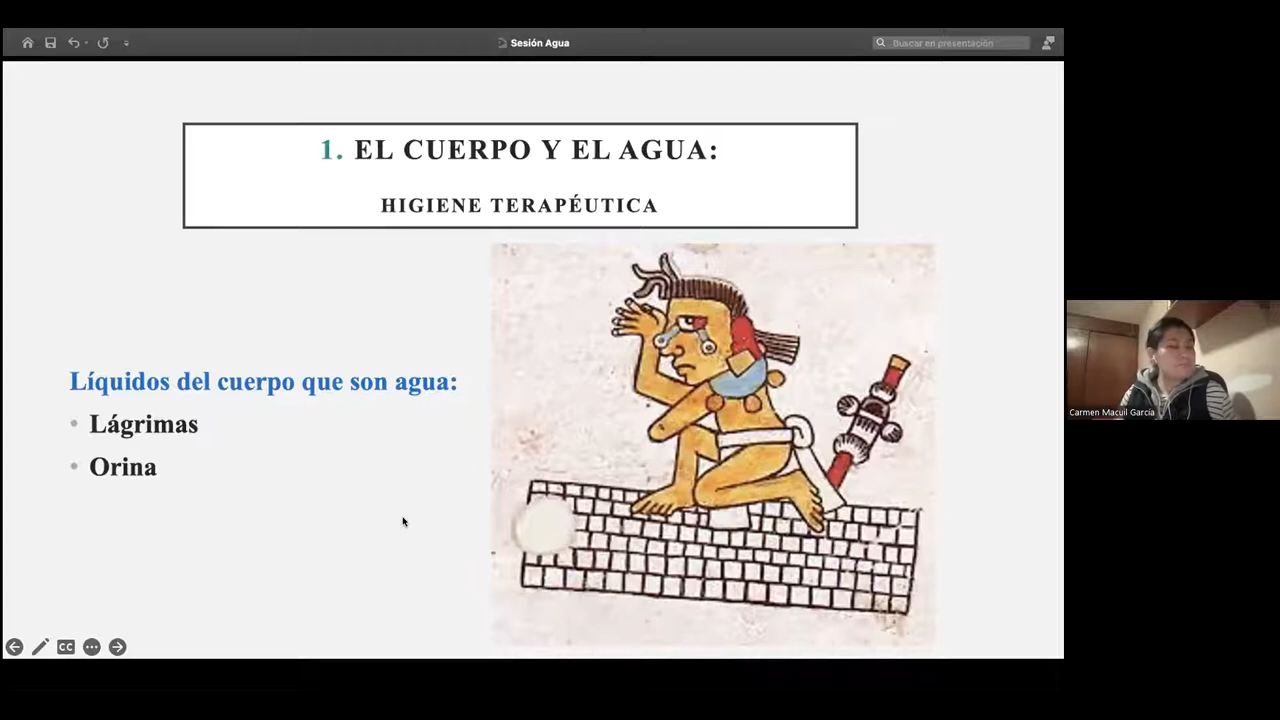 Sesión Agua
Buscar en presentación
1. EL CUERPO Y EL AGUA:
HIGIENE TERAPÉUTICA
Líquidos del cuerpo que son agua:
• Lágrimas
• Orina
Carmen Macuil García
CC